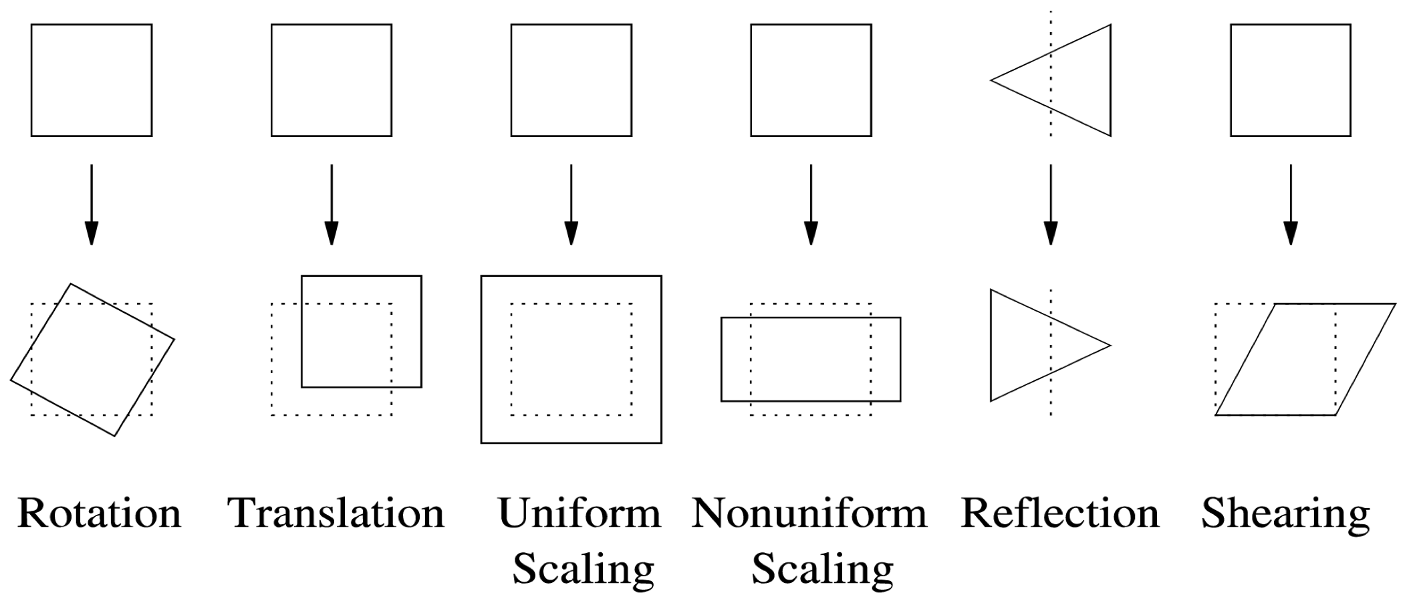 Rotation
Translation
Uniform
Scaling
Nonuniform
Scaling
Reflection
Shearing